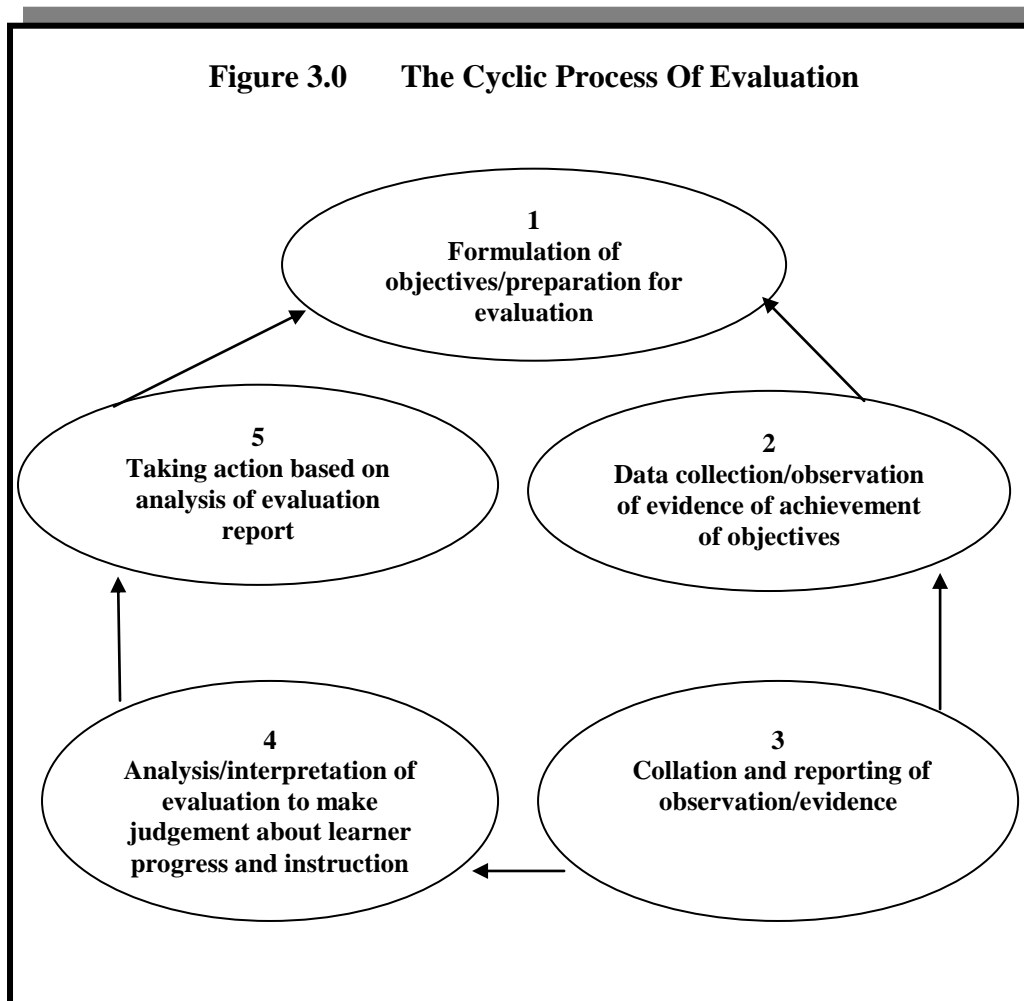 Figure 3.0 The Cyclic Process Of Evaluation
1
Formulation of
objectives/preparation for
evaluation
5
Taking action based on
analysis of evaluation
report
2
Data collection/observation
of evidence of achievement
of objectives
4
Analysis/interpretation of
evaluation to make
judgement about learner
progress and instruction
3
Collation and reporting of
observation/evidence